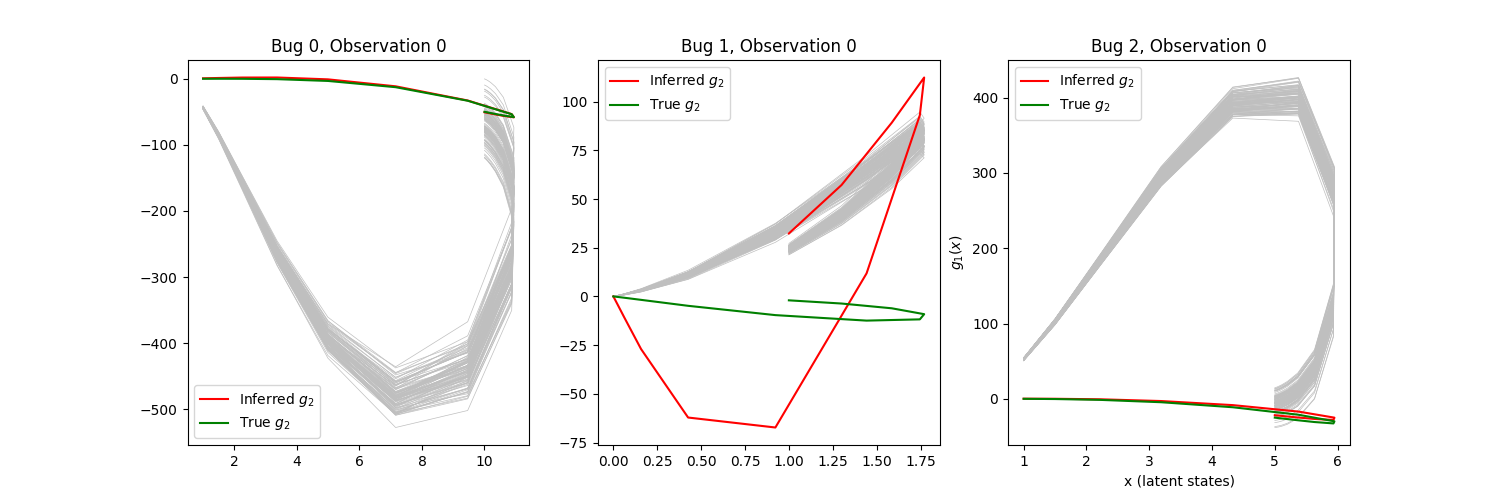 Bug 0, Observation 0
0
−100
−200
−300
−400
−500
2 4 6 8 10
Inferred g₂
True g₂
Bug 1, Observation 0
Inferred g₂
True g₂
100
75
50
25
0
−25
−50
−75
0.00 0.25 0.50 0.75 1.00 1.25 1.50 1.75
Bug 2, Observation 0
Inferred g₂
True g₂
g₁(x)
400
300
200
100
0
1 2 3 4 5 6
x (latent states)